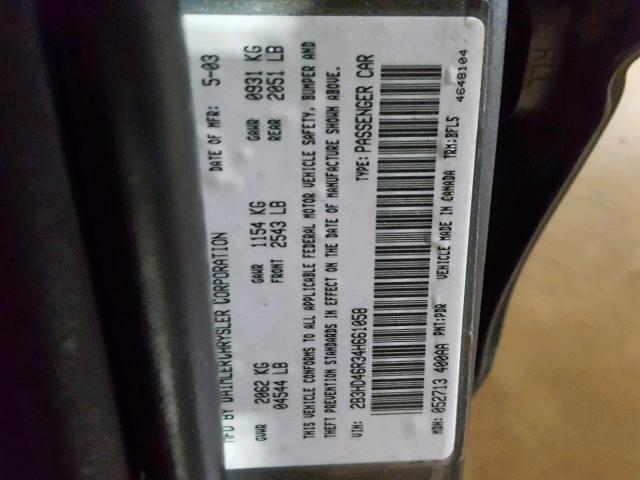 MFD BY DAIMLERCHRYSLER CORPORATION DATE OF MFR: 5-03
GVWR 2062 KG GAWR 1154 KG GAWR 0931 KG
04544 LB FRONT 2543 LB REAR 2051 LB
THIS VEHICLE CONFORMS TO ALL APPLICABLE FEDERAL MOTOR VEHICLE SAFETY, BUMPER AND
THEFT PREVENTION STANDARDS IN EFFECT ON THE DATE OF MANUFACTURE SHOWN ABOVE.
VIN: 2B3HD46R34H661058 TYPE: PASSENGER CAR
MDH: 052713 400AA PNT:PDR VEHICLE MADE IN CANADA TRM:BFL5
4648104